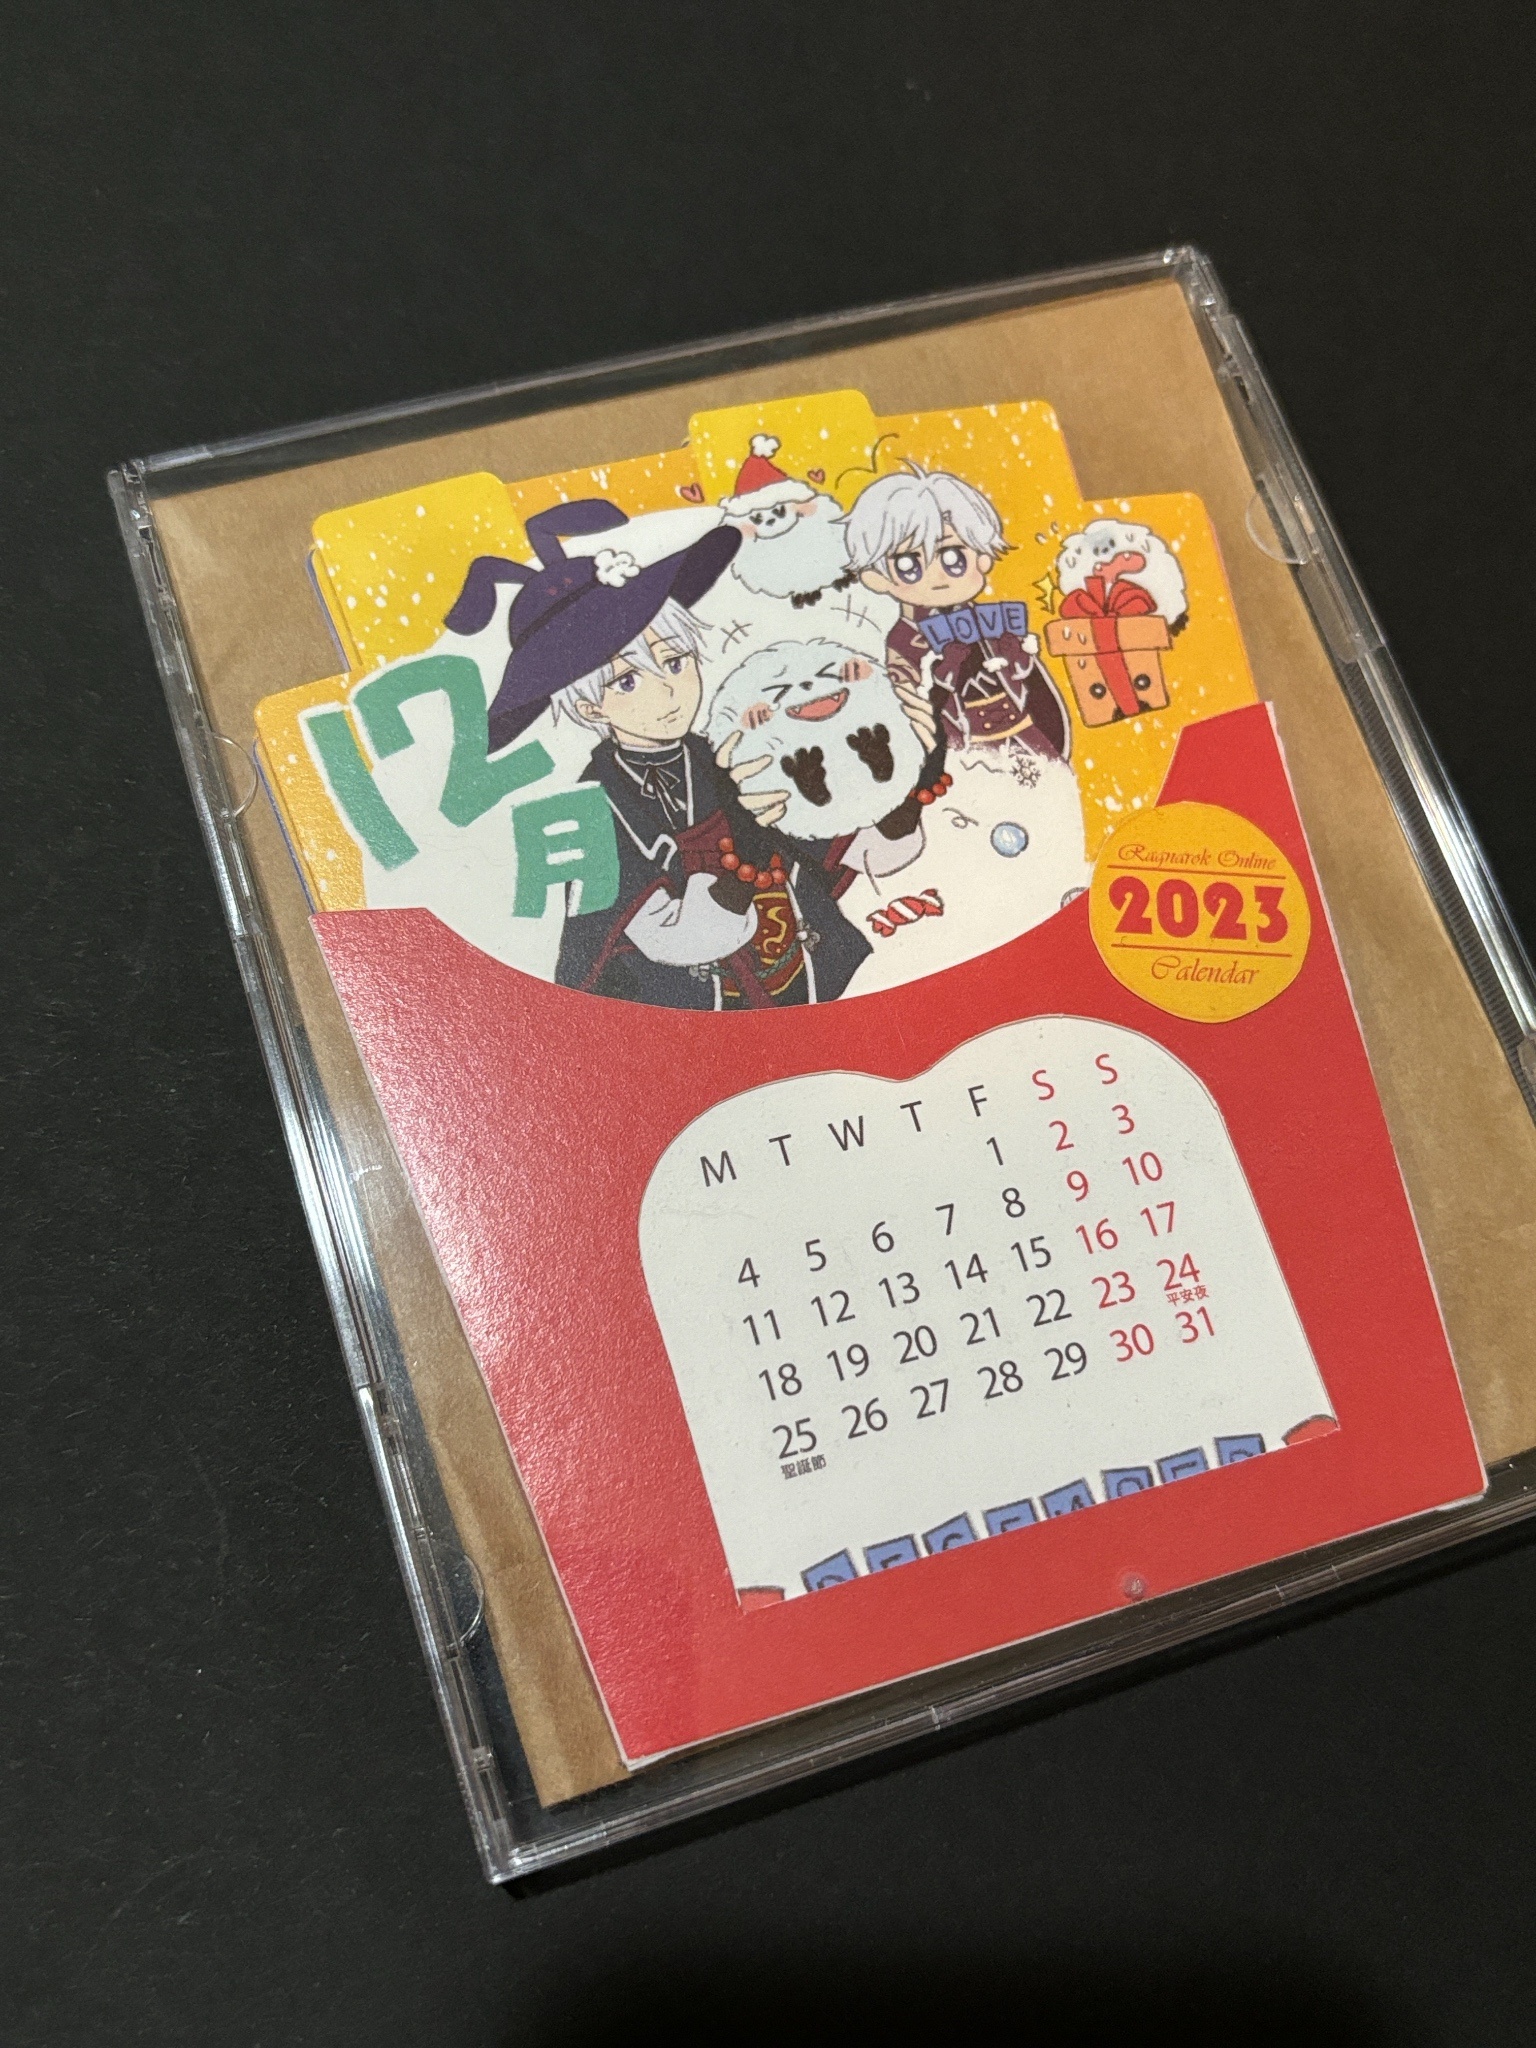 12月
LOVE
Ragnarok Online
2023
Calendar
M T W T F S S
1 2 3
4 5 6 7 8 9 10
11 12 13 14 15 16 17
18 19 20 21 22 23 24
平安夜
25 26 27 28 29 30 31
聖誕節
DECEMBER